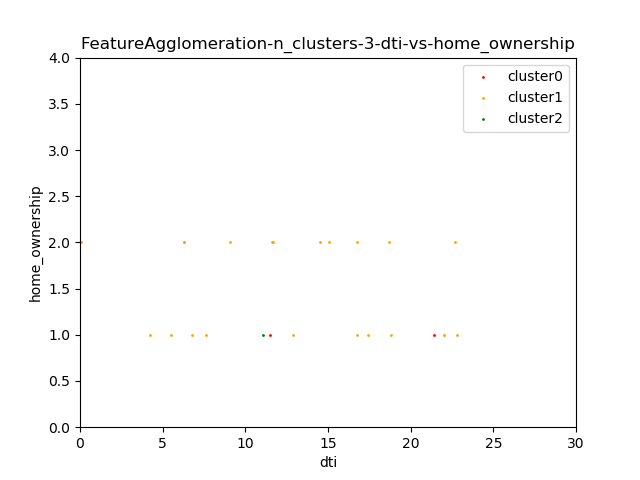 FeatureAgglomeration-n_clusters-3-dti-vs-home_ownership
4.0
3.5
3.0
2.5
2.0
1.5
1.0
0.5
0.0
home_ownership
cluster0
cluster1
cluster2
0 5 10 15 20 25 30
dti